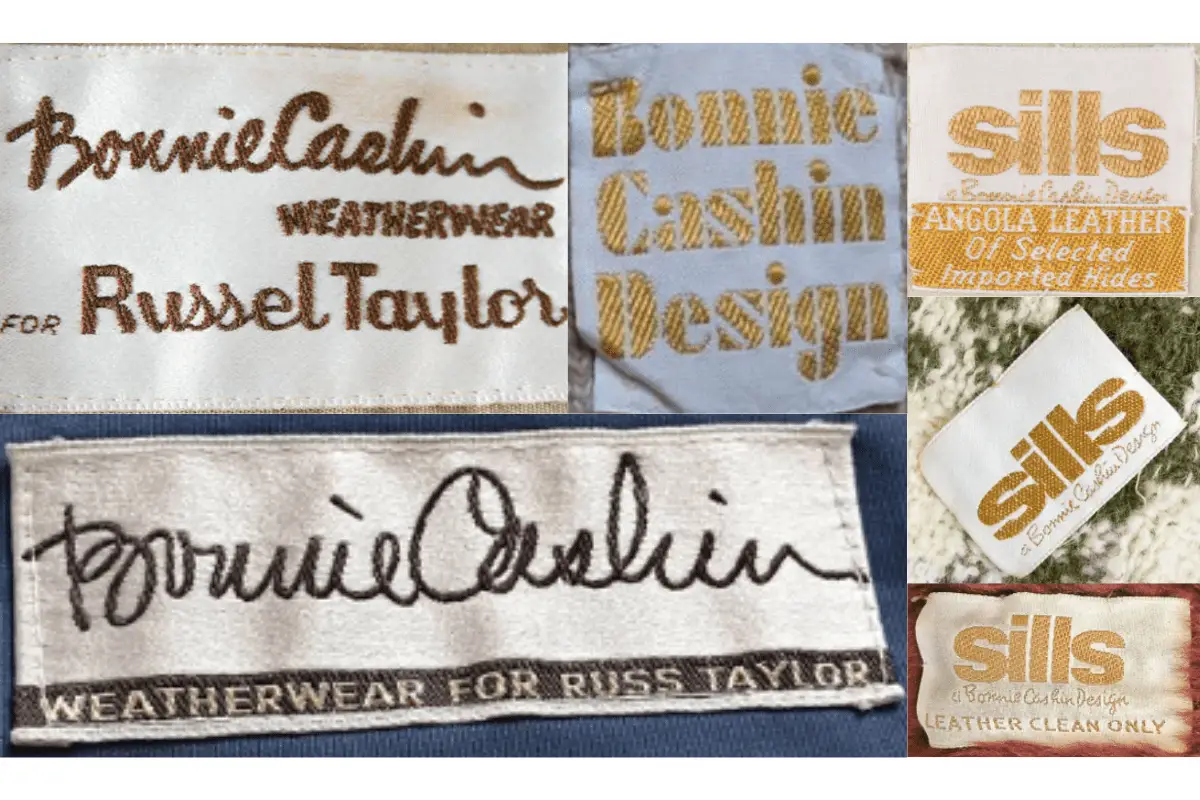 Bonnie Cashin
WEATHERWEAR
FOR Russel Taylor
Bonnie
Cashin
Design
sills
a Bonnie Cashin Design
ANGOLA LEATHER
Of Selected
Imported Hides
sills
a Bonnie Cashin Design
Bonnie Cashin
WEATHERWEAR FOR RUSS TAYLOR
sills
a Bonnie Cashin Design
LEATHER CLEAN ONLY